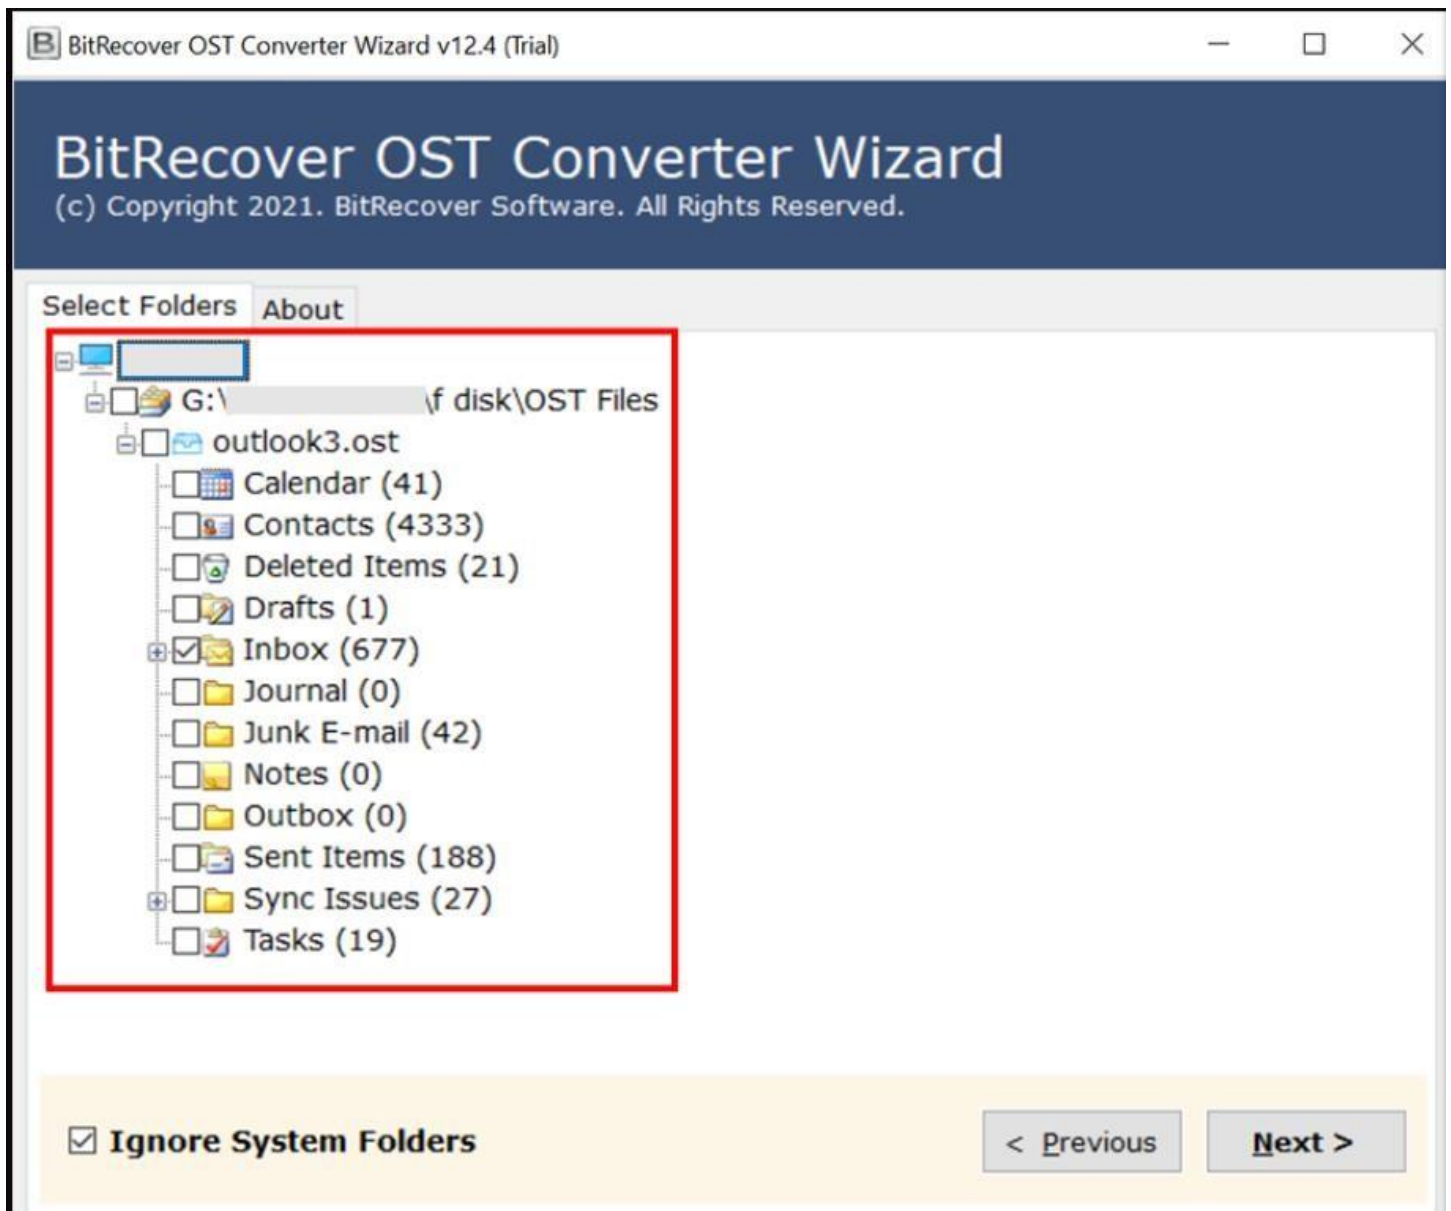 BitRecover OST Converter Wizard v12.4 (Trial)
BitRecover OST Converter Wizard
(c) Copyright 2021. BitRecover Software. All Rights Reserved.
Select Folders About
G:\ \f disk\OST Files
outlook3.ost
Calendar (41)
Contacts (4333)
Deleted Items (21)
Drafts (1)
Inbox (677)
Journal (0)
Junk E-mail (42)
Notes (0)
Outbox (0)
Sent Items (188)
Sync Issues (27)
Tasks (19)
Ignore System Folders < Previous Next >